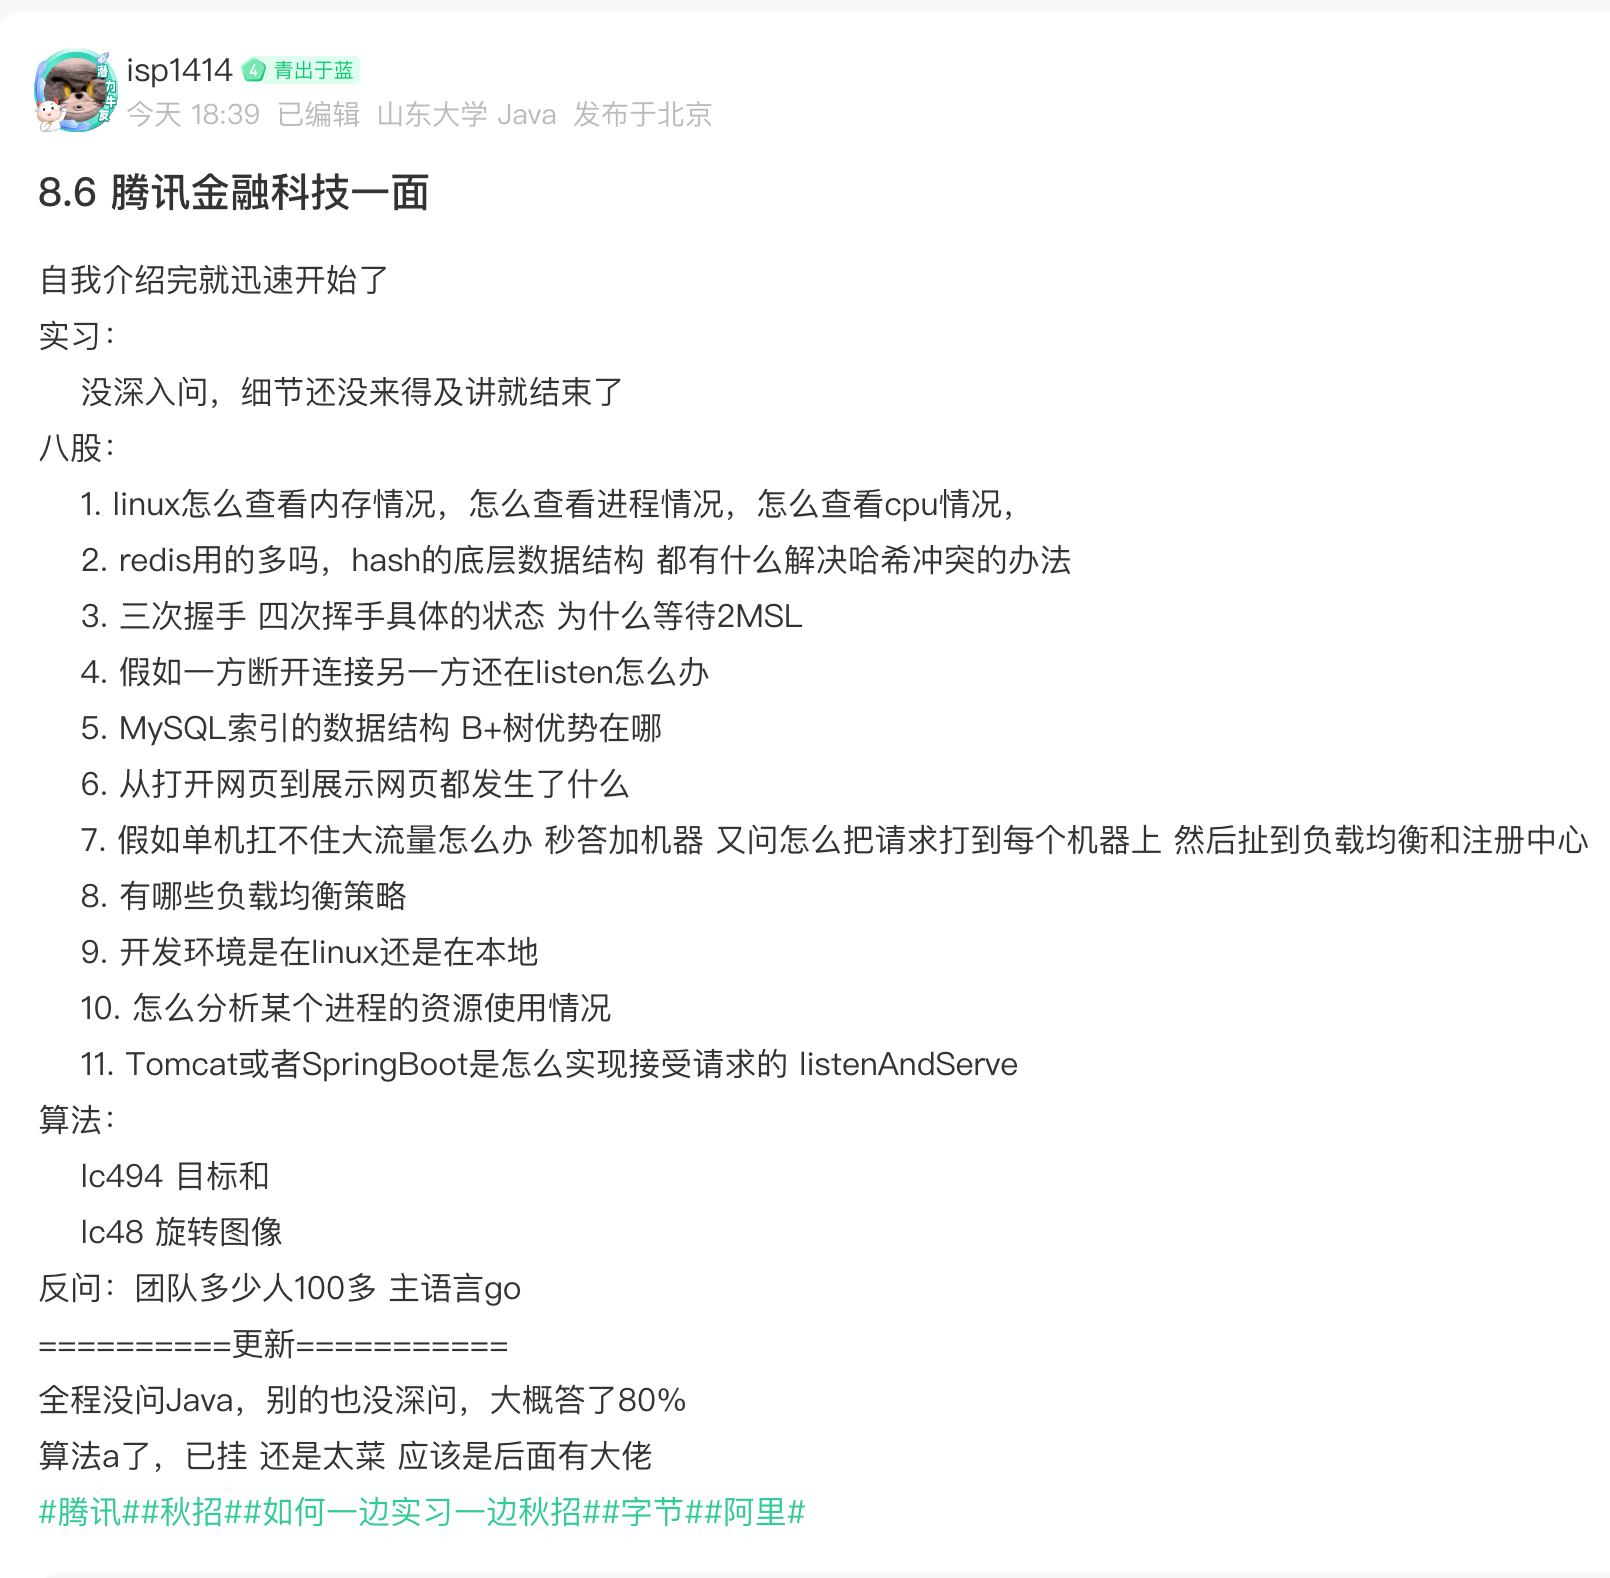 isp1414 4 青出于蓝
潜力牛友
今天 18:39 已编辑 山东大学 Java 发布于北京
8.6 腾讯金融科技一面
自我介绍完就迅速开始了
实习：
没深入问，细节还没来得及讲就结束了
八股：
1. linux怎么查看内存情况，怎么查看进程情况，怎么查看cpu情况，
2. redis用的多吗，hash的底层数据结构 都有什么解决哈希冲突的办法
3. 三次握手 四次挥手具体的状态 为什么等待2MSL
4. 假如一方断开连接另一方还在listen怎么办
5. MySQL索引的数据结构 B+树优势在哪
6. 从打开网页到展示网页都发生了什么
7. 假如单机扛不住大流量怎么办 秒答加机器 又问怎么把请求打到每个机器上 然后扯到负载均衡和注册中心
8. 有哪些负载均衡策略
9. 开发环境是在linux还是在本地
10. 怎么分析某个进程的资源使用情况
11. Tomcat或者SpringBoot是怎么实现接受请求的 listenAndServe
算法：
lc494 目标和
lc48 旋转图像
反问：团队多少人100多 主语言go
==========更新===========
全程没问Java，别的也没深问，大概答了80%
算法a了，已挂 还是太菜 应该是后面有大佬
#腾讯##秋招##如何一边实习一边秋招##字节##阿里#